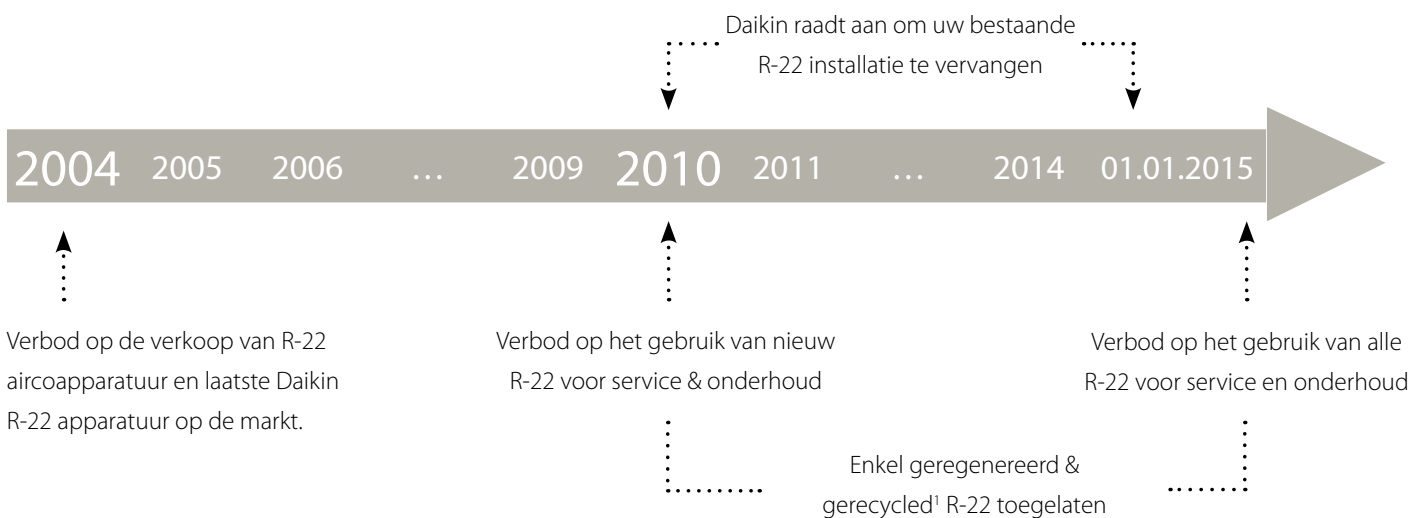 Daikin raadt aan om uw bestaande
R-22 installatie te vervangen
2004 2005 2006 … 2009 2010 2011 … 2014 01.01.2015
Verbod op de verkoop van R-22
aircoapparatuur en laatste Daikin
R-22 apparatuur op de markt.
Verbod op het gebruik van nieuw
R-22 voor service & onderhoud
Verbod op het gebruik van alle
R-22 voor service en onderhoud
Enkel geregenereerd &
gerecycled¹ R-22 toegelaten